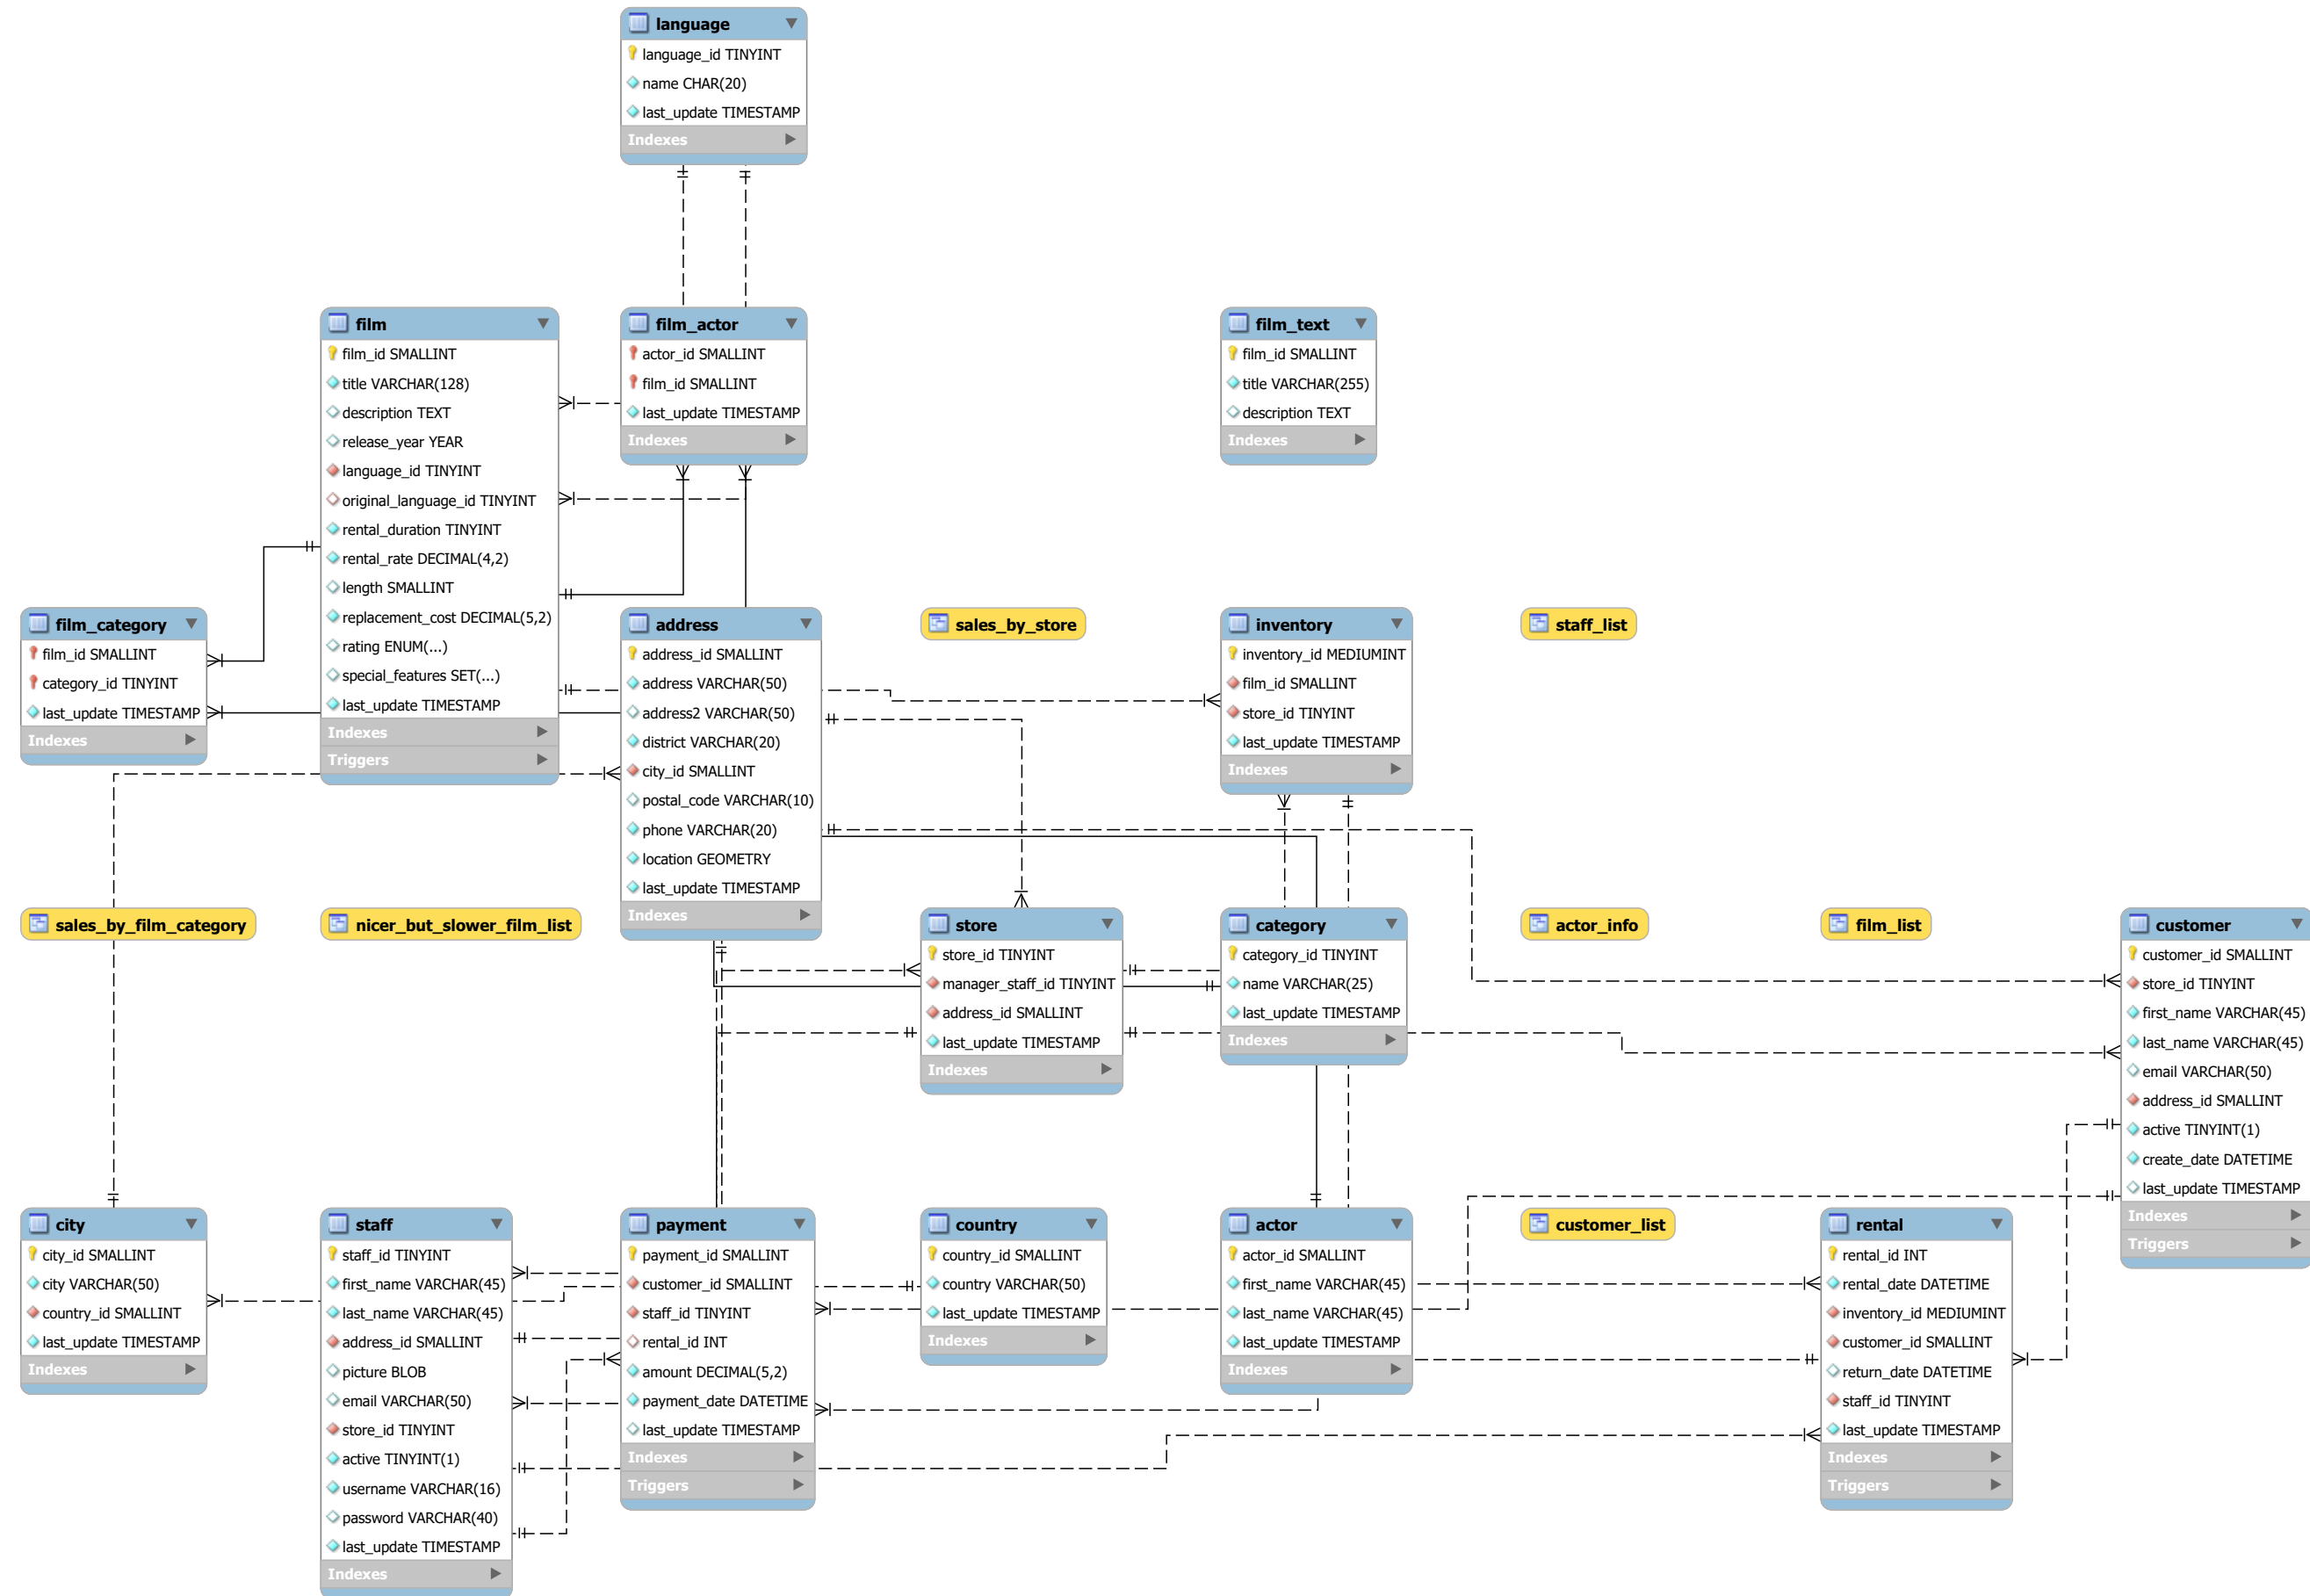 language
language_id TINYINT
name CHAR(20)
last_update TIMESTAMP
Indexes
film
film_id SMALLINT
title VARCHAR(128)
description TEXT
release_year YEAR
language_id TINYINT
original_language_id TINYINT
rental_duration TINYINT
rental_rate DECIMAL(4,2)
length SMALLINT
replacement_cost DECIMAL(5,2)
rating ENUM(...)
special_features SET(...)
last_update TIMESTAMP
Indexes
Triggers
film_actor
actor_id SMALLINT
film_id SMALLINT
last_update TIMESTAMP
Indexes
film_text
film_id SMALLINT
title VARCHAR(255)
description TEXT
Indexes
film_category
film_id SMALLINT
category_id TINYINT
last_update TIMESTAMP
Indexes
address
address_id SMALLINT
address VARCHAR(50)
address2 VARCHAR(50)
district VARCHAR(20)
city_id SMALLINT
postal_code VARCHAR(10)
phone VARCHAR(20)
location GEOMETRY
last_update TIMESTAMP
Indexes
sales_by_store
inventory
inventory_id MEDIUMINT
film_id SMALLINT
store_id TINYINT
last_update TIMESTAMP
Indexes
staff_list
sales_by_film_category
nicer_but_slower_film_list
store
store_id TINYINT
manager_staff_id TINYINT
address_id SMALLINT
last_update TIMESTAMP
Indexes
category
category_id TINYINT
name VARCHAR(25)
last_update TIMESTAMP
Indexes
actor_info
film_list
customer
customer_id SMALLINT
store_id TINYINT
first_name VARCHAR(45)
last_name VARCHAR(45)
email VARCHAR(50)
address_id SMALLINT
active TINYINT(1)
create_date DATETIME
last_update TIMESTAMP
Indexes
Triggers
city
city_id SMALLINT
city VARCHAR(50)
country_id SMALLINT
last_update TIMESTAMP
Indexes
staff
staff_id TINYINT
first_name VARCHAR(45)
last_name VARCHAR(45)
address_id SMALLINT
picture BLOB
email VARCHAR(50)
store_id TINYINT
active TINYINT(1)
username VARCHAR(16)
password VARCHAR(40)
last_update TIMESTAMP
Indexes
payment
payment_id SMALLINT
customer_id SMALLINT
staff_id TINYINT
rental_id INT
amount DECIMAL(5,2)
payment_date DATETIME
last_update TIMESTAMP
Indexes
Triggers
country
country_id SMALLINT
country VARCHAR(50)
last_update TIMESTAMP
Indexes
actor
actor_id SMALLINT
first_name VARCHAR(45)
last_name VARCHAR(45)
last_update TIMESTAMP
Indexes
customer_list
rental
rental_id INT
rental_date DATETIME
inventory_id MEDIUMINT
customer_id SMALLINT
return_date DATETIME
staff_id TINYINT
last_update TIMESTAMP
Indexes
Triggers